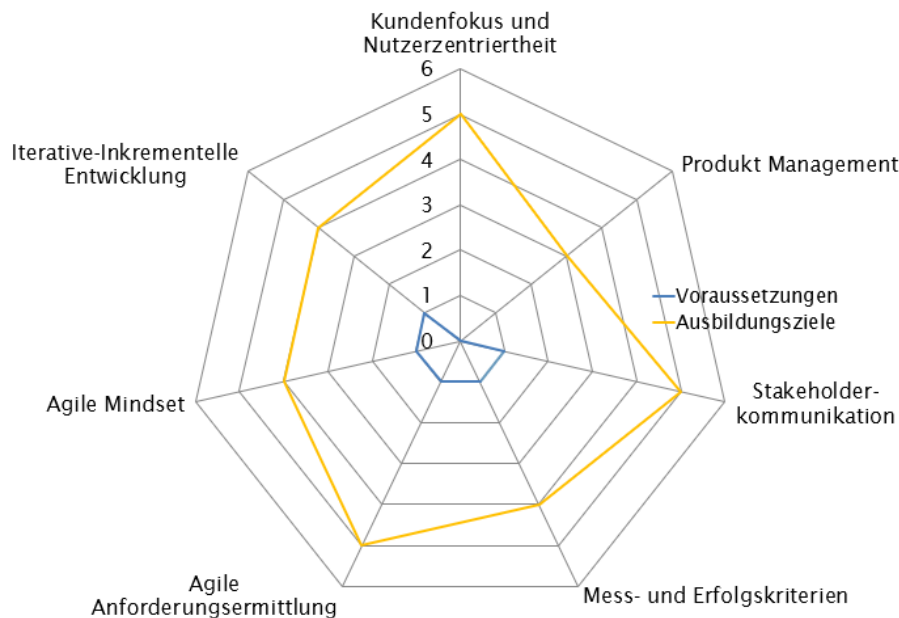 Kundenfokus und
Nutzerzentriertheit
6
5
4
3
2
1
0
Iterative-Inkrementelle
Entwicklung
Produkt Management
Voraussetzungen
Ausbildungsziele
Agile Mindset
Stakeholder-
kommunikation
Agile
Anforderungsermittlung
Mess- und Erfolgskriterien